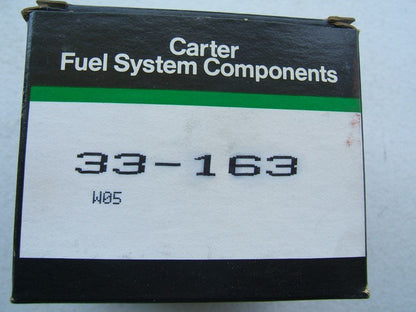 Carter
Fuel System Components
33-163
W05